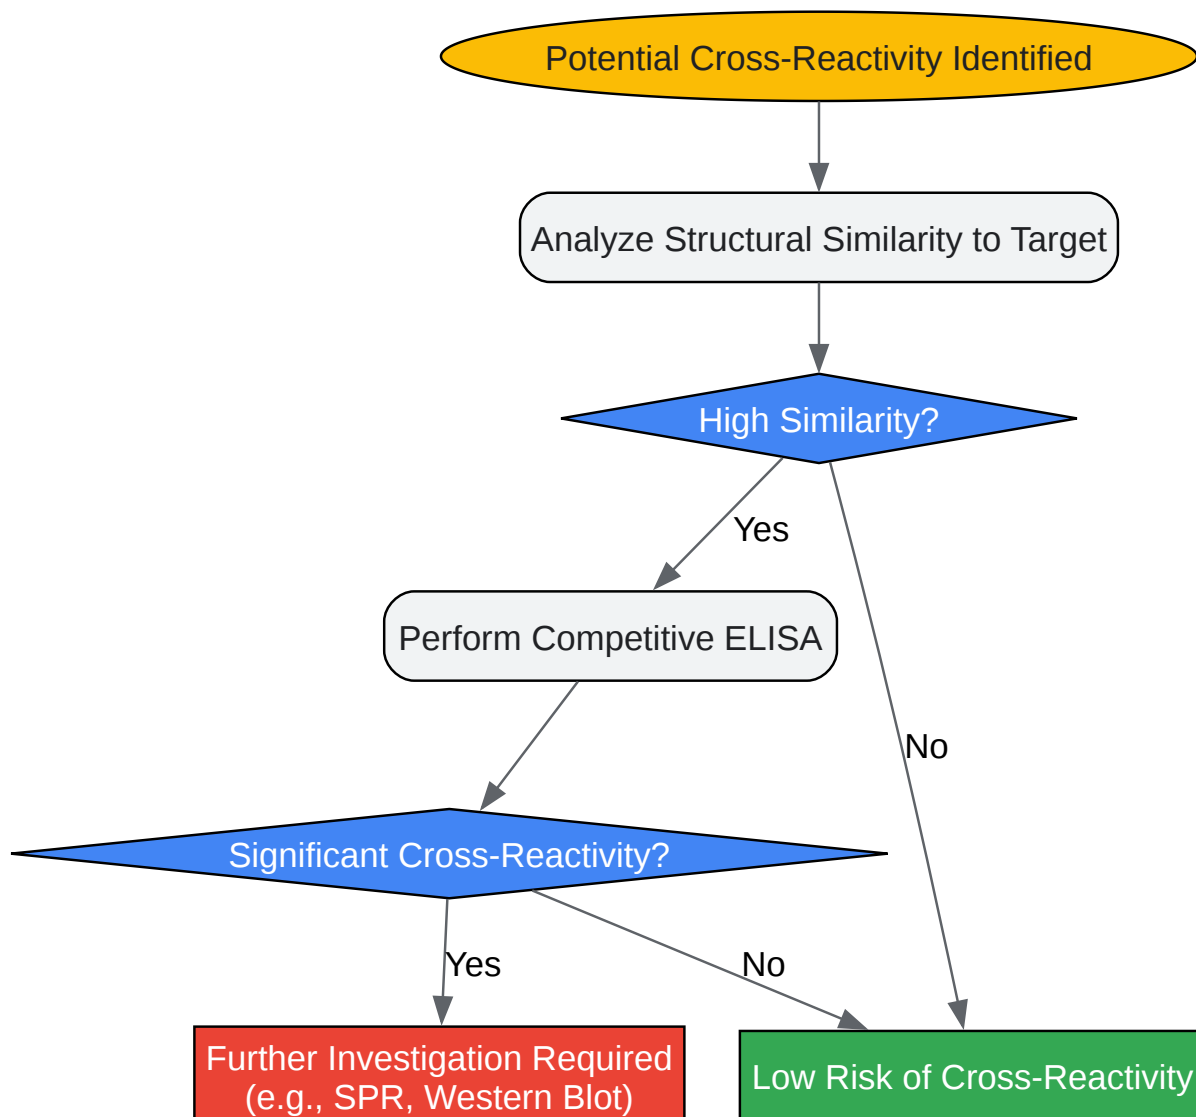 Potential Cross-Reactivity Identified
Analyze Structural Similarity to Target
High Similarity?
Yes
Perform Competitive ELISA
No
Significant Cross-Reactivity?
Yes
No
Further Investigation Required
(e.g., SPR, Western Blot)
Low Risk of Cross-Reactivity